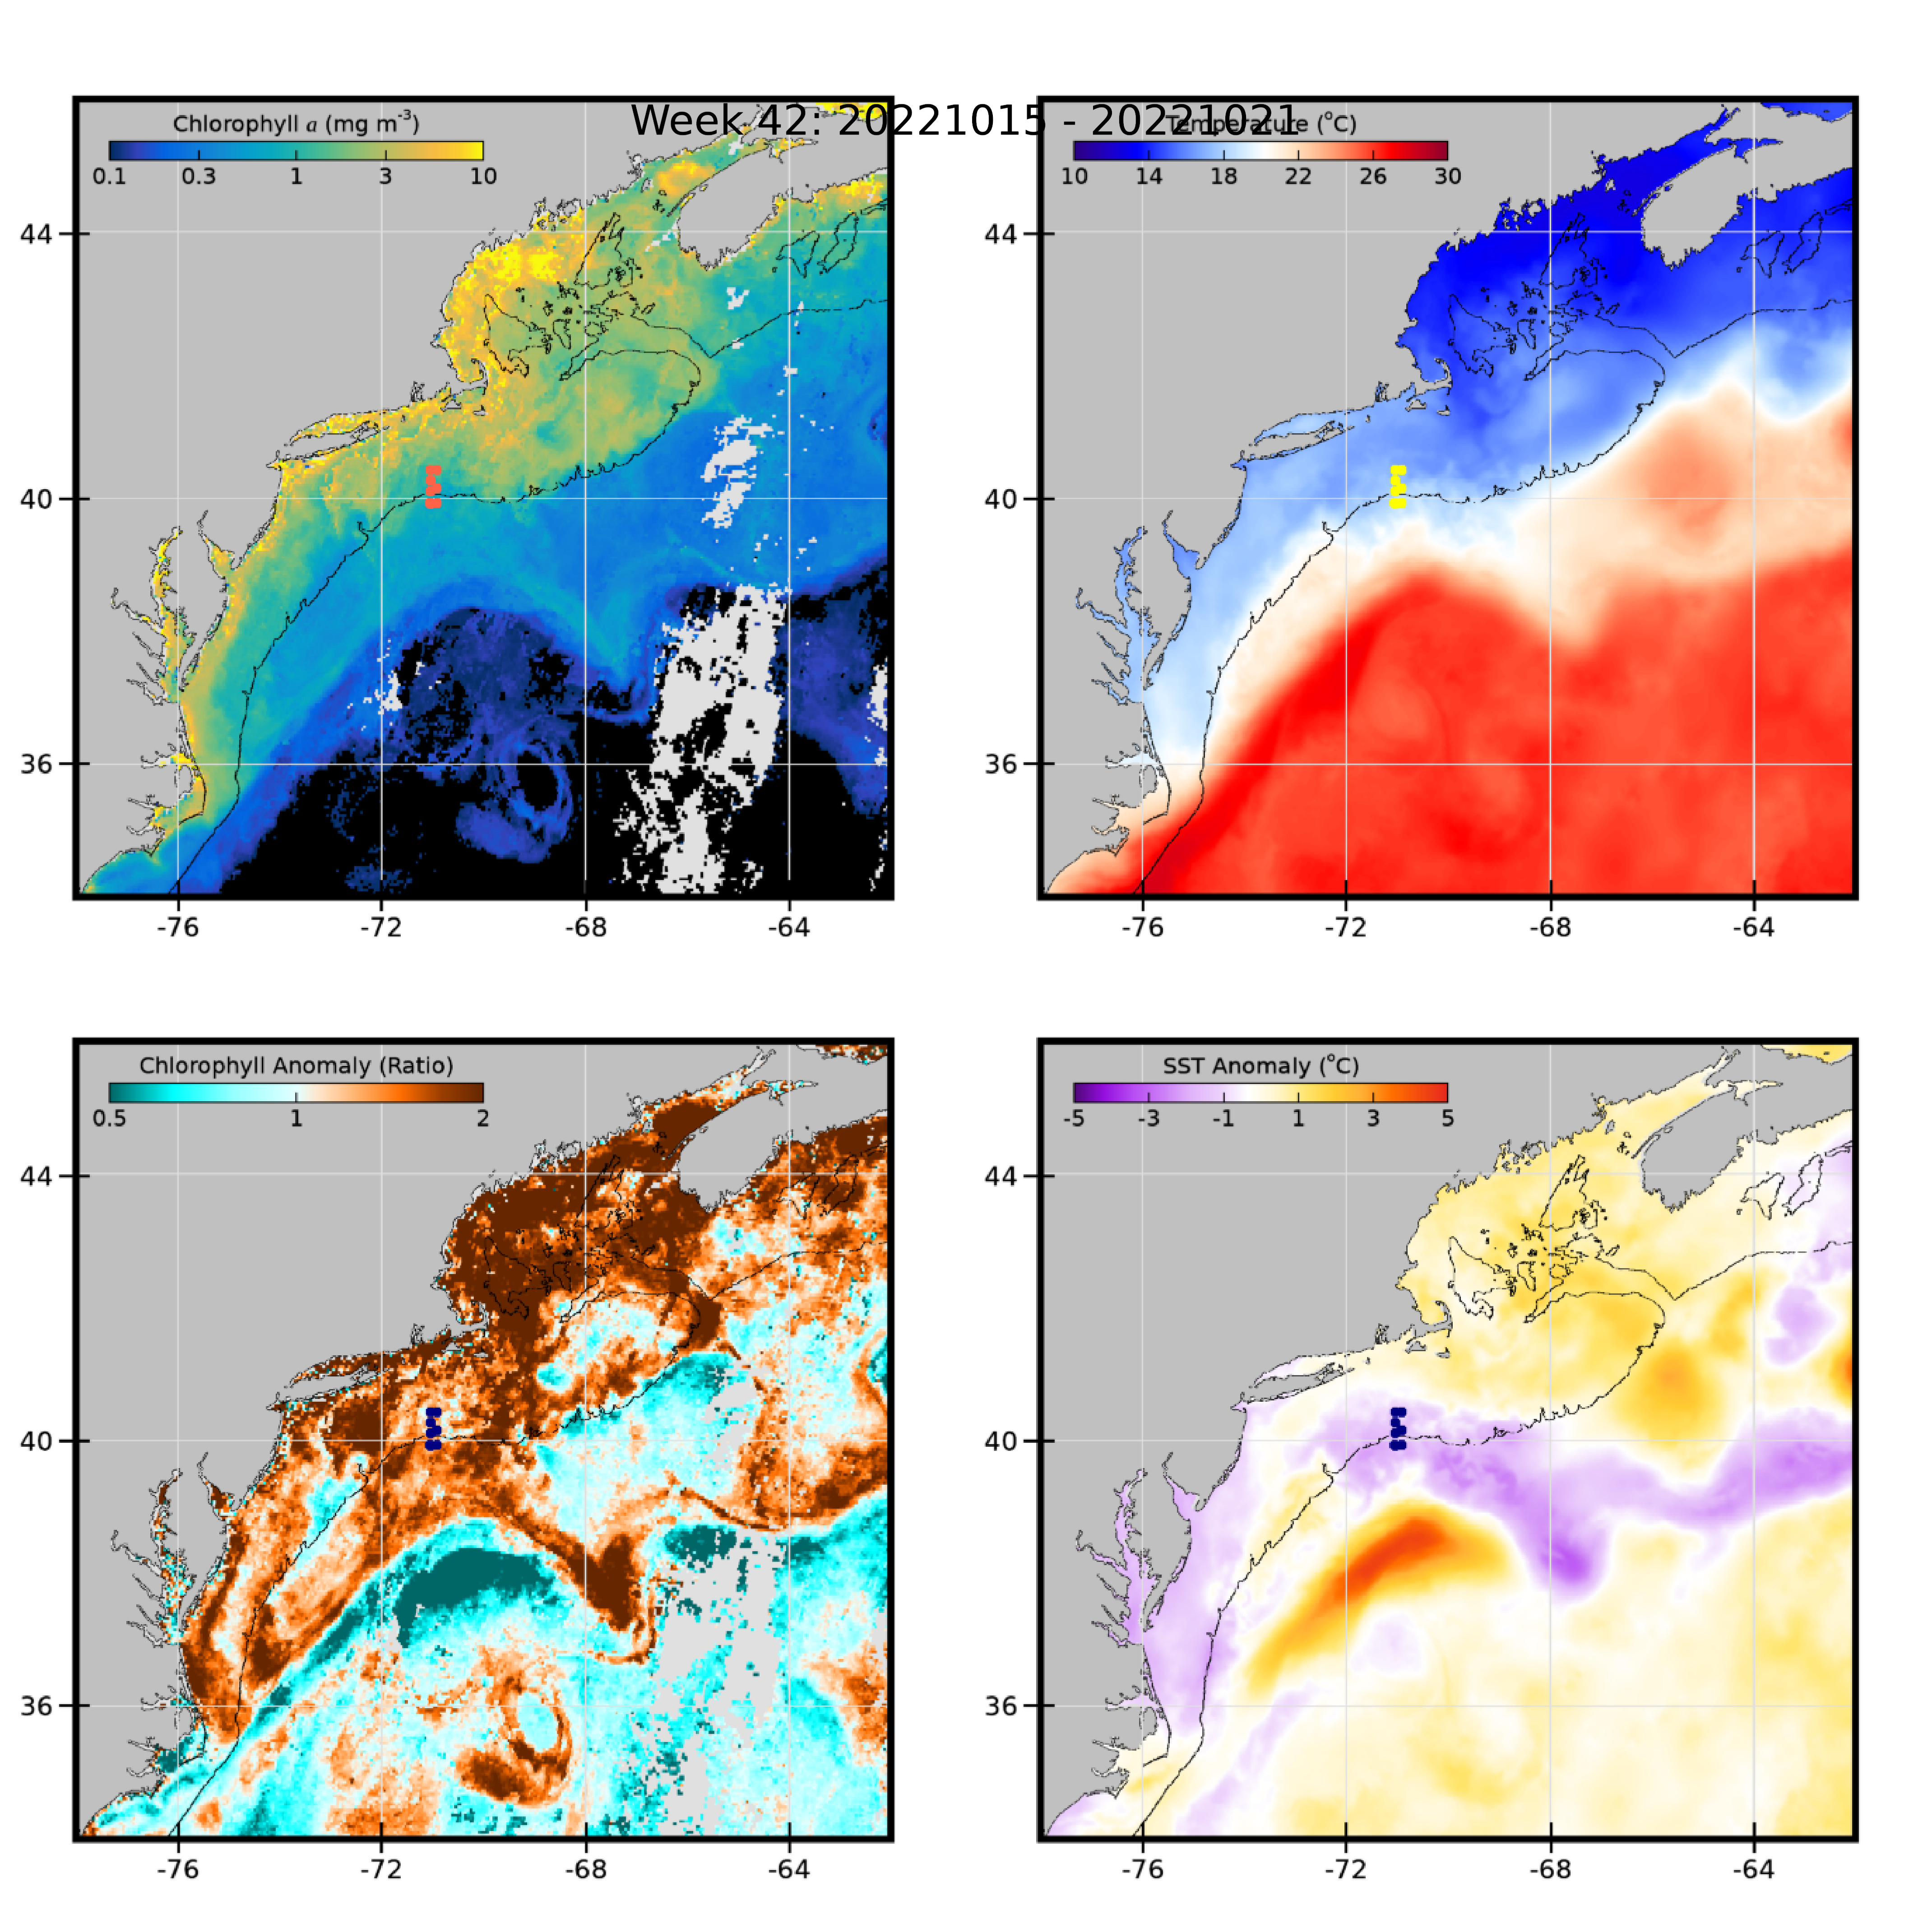 Week 42: 20221015 - 20221021
Chlorophyll a (mg m-3)
0.1 0.3 1 3 10
44
40
36
-76 -72 -68 -64
Temperature (°C)
10 14 18 22 26 30
44
40
36
-76 -72 -68 -64
Chlorophyll Anomaly (Ratio)
0.5 1 2
44
40
36
-76 -72 -68 -64
SST Anomaly (°C)
-5 -3 -1 1 3 5
44
40
36
-76 -72 -68 -64